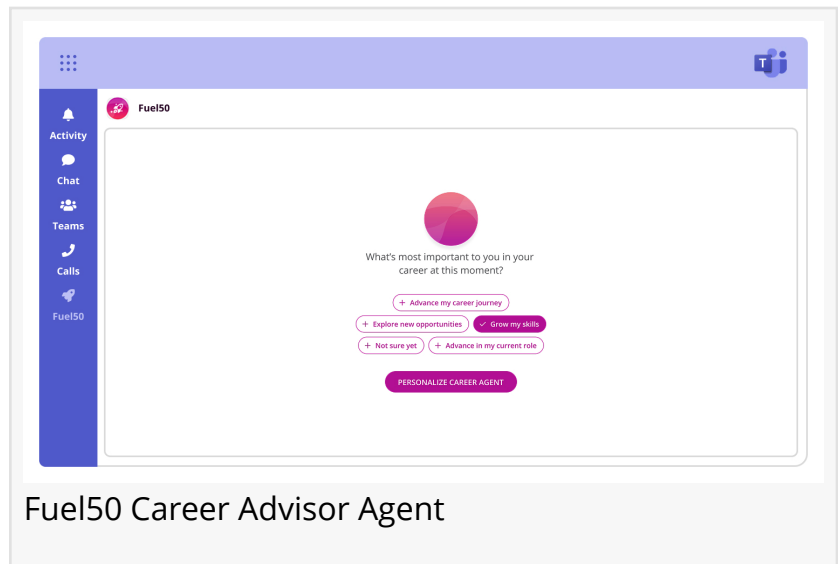 T
Fuel50
Activity
Chat
Teams
Calls
Fuel50
What's most important to you in your
career at this moment?
+ Advance my career journey
+ Explore new opportunities
✓ Grow my skills
+ Not sure yet
+ Advance in my current role
PERSONALIZE CAREER AGENT
Fuel50 Career Advisor Agent